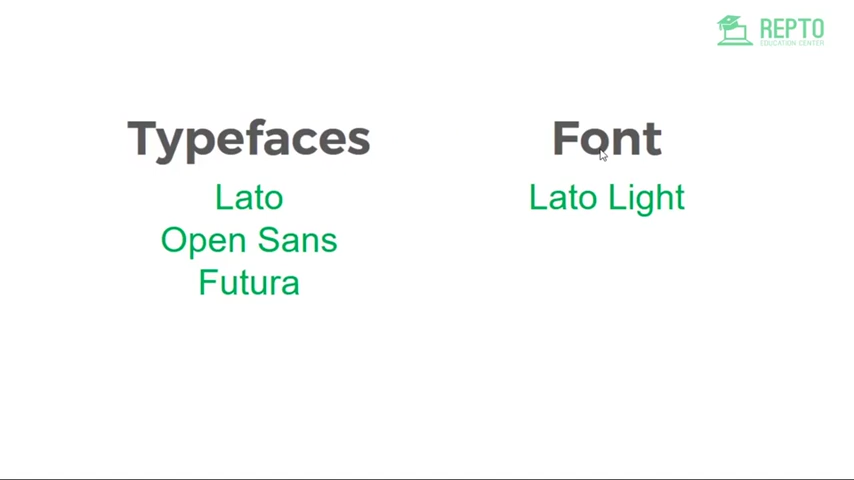 REPTO
EDUCATION CENTER
Typefaces
Lato
Open Sans
Futura
Font
Lato Light